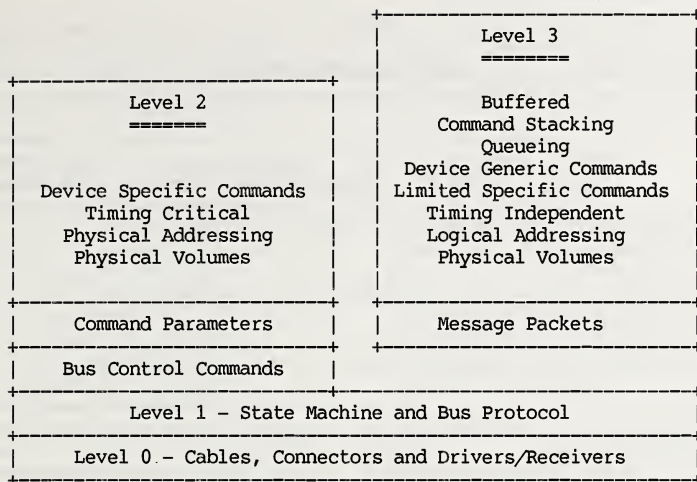 Level 3
========
Buffered
Command Stacking
Queueing
Device Generic Commands
Limited Specific Commands
Timing Independent
Logical Addressing
Physical Volumes
Message Packets
Level 2
=======
Device Specific Commands
Timing Critical
Physical Addressing
Physical Volumes
Command Parameters
Bus Control Commands
Level 1 - State Machine and Bus Protocol
Level 0 - Cables, Connectors and Drivers/Receivers